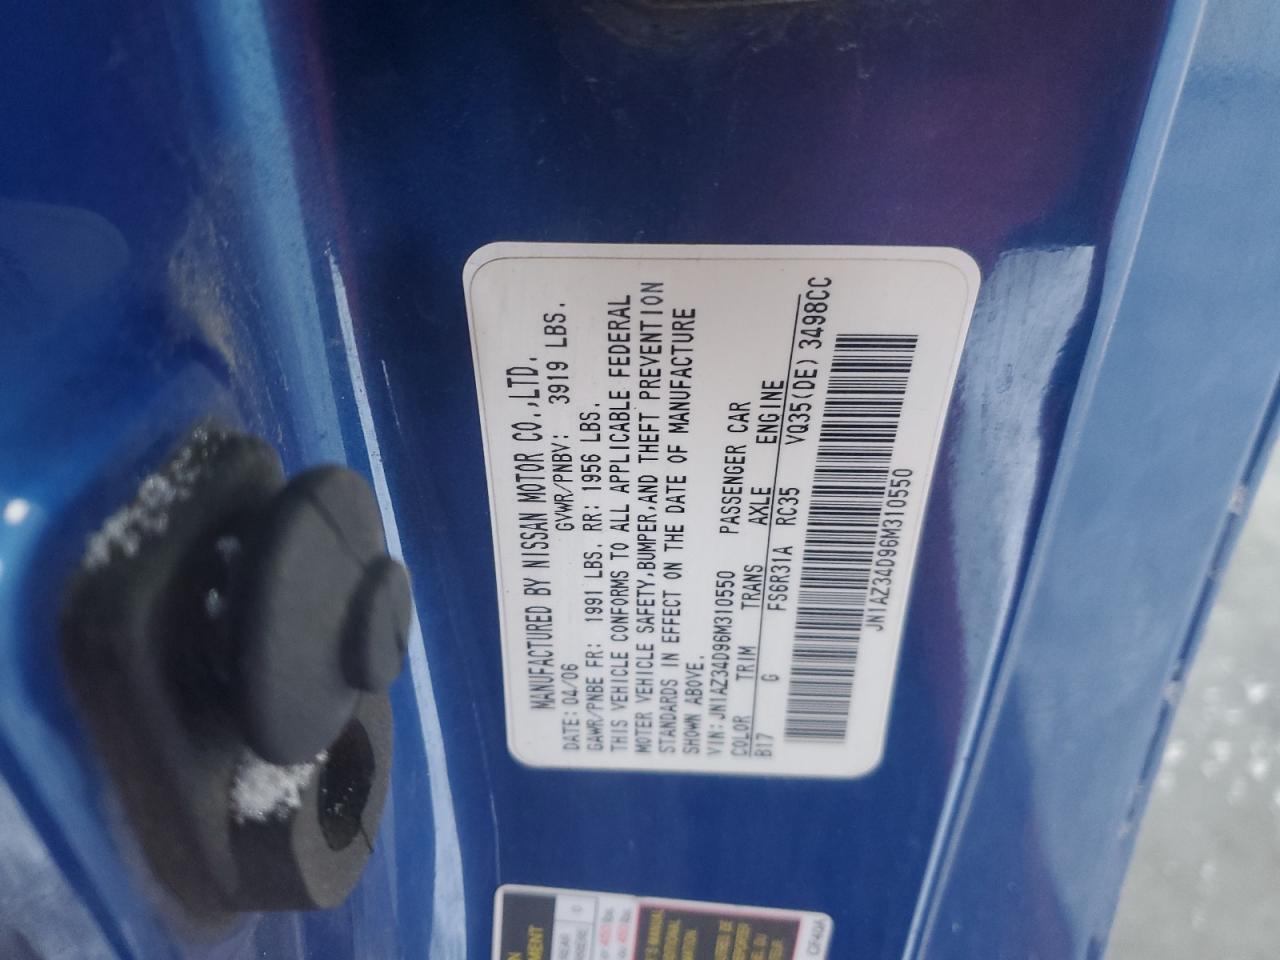 MANUFACTURED BY NISSAN MOTOR CO.,LTD.
DATE: 04/06 GVWR/PNBV: 3919 LBS.
GAWR/PNBE FR: 1991 LBS. RR: 1956 LBS.
THIS VEHICLE CONFORMS TO ALL APPLICABLE FEDERAL
MOTER VEHICLE SAFETY,BUMPER,AND THEFT PREVENTION
STANDARDS IN EFFECT ON THE DATE OF MANUFACTURE
SHOWN ABOVE.
VIN:JN1AZ34D96M310550 PASSENGER CAR
COLOR TRIM TRANS AXLE ENGINE
B17 G FS6R31A RC35 VQ35(DE) 3498CC
JN1AZ34D96M310550